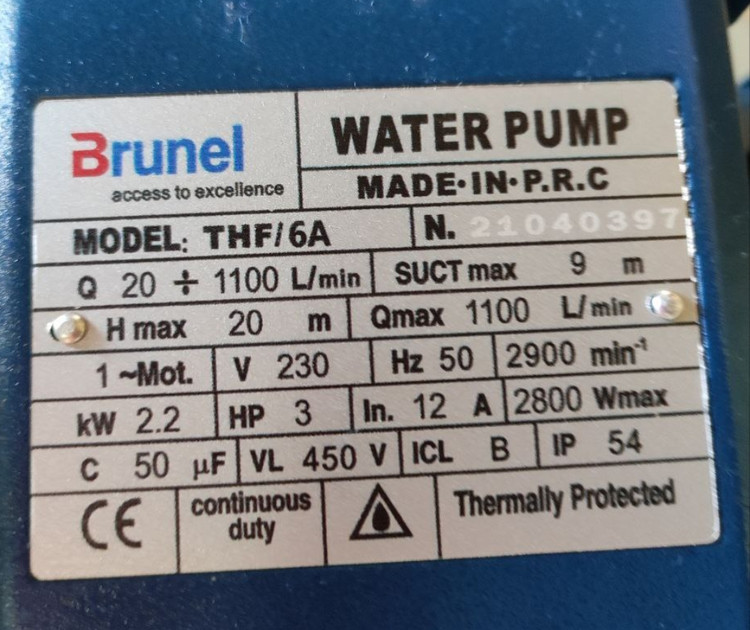 Brunel
access to excellence
WATER PUMP
MADE·IN·P.R.C
MODEL: THF/6A
N. 21040397
Q 20 ÷ 1100 L/min
SUCT max 9 m
H max 20 m
Qmax 1100 L/min
1 ~Mot.
V 230
Hz 50
2900 min⁻¹
kW 2.2
HP 3
In. 12 A
2800 Wmax
C 50 µF
VL 450 V
ICL B
IP 54
CE
continuous
duty
Thermally Protected